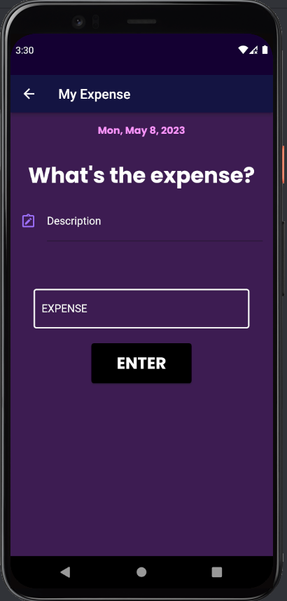 3:30
My Expense
Mon, May 8, 2023
What's the expense?
Description
EXPENSE
ENTER